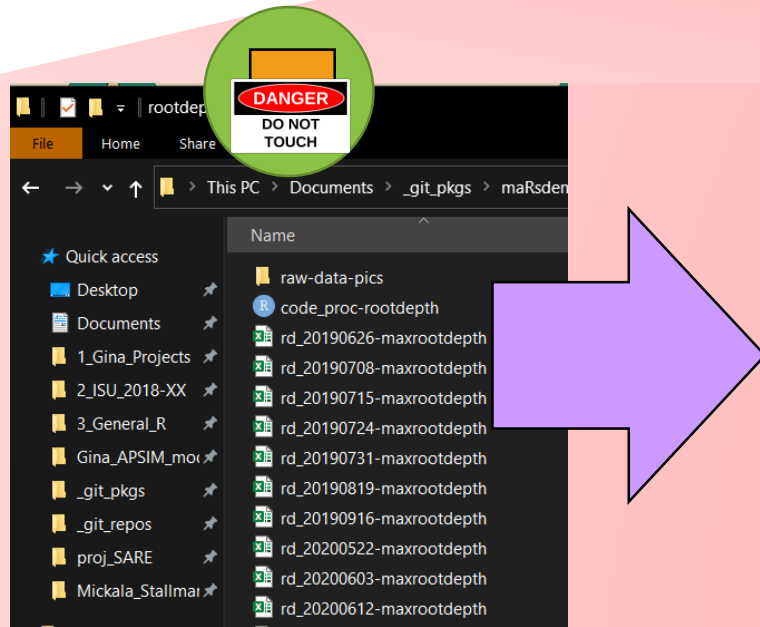 rootdep
DANGER
DO NOT
TOUCH
File Home Share
This PC > Documents > _git_pkgs > maRsden
Name
Quick access
Desktop
Documents
1_Gina_Projects
2_ISU_2018-XX
3_General_R
Gina_APSIM_mo
_git_pkgs
_git_repos
proj_SARE
Mickala_Stallma
raw-data-pics
R code_proc-rootdepth
rd_20190626-maxrootdepth
rd_20190708-maxrootdepth
rd_20190715-maxrootdepth
rd_20190724-maxrootdepth
rd_20190731-maxrootdepth
rd_20190819-maxrootdepth
rd_20190916-maxrootdepth
rd_20200522-maxrootdepth
rd_20200603-maxrootdepth
rd_20200612-maxrootdepth